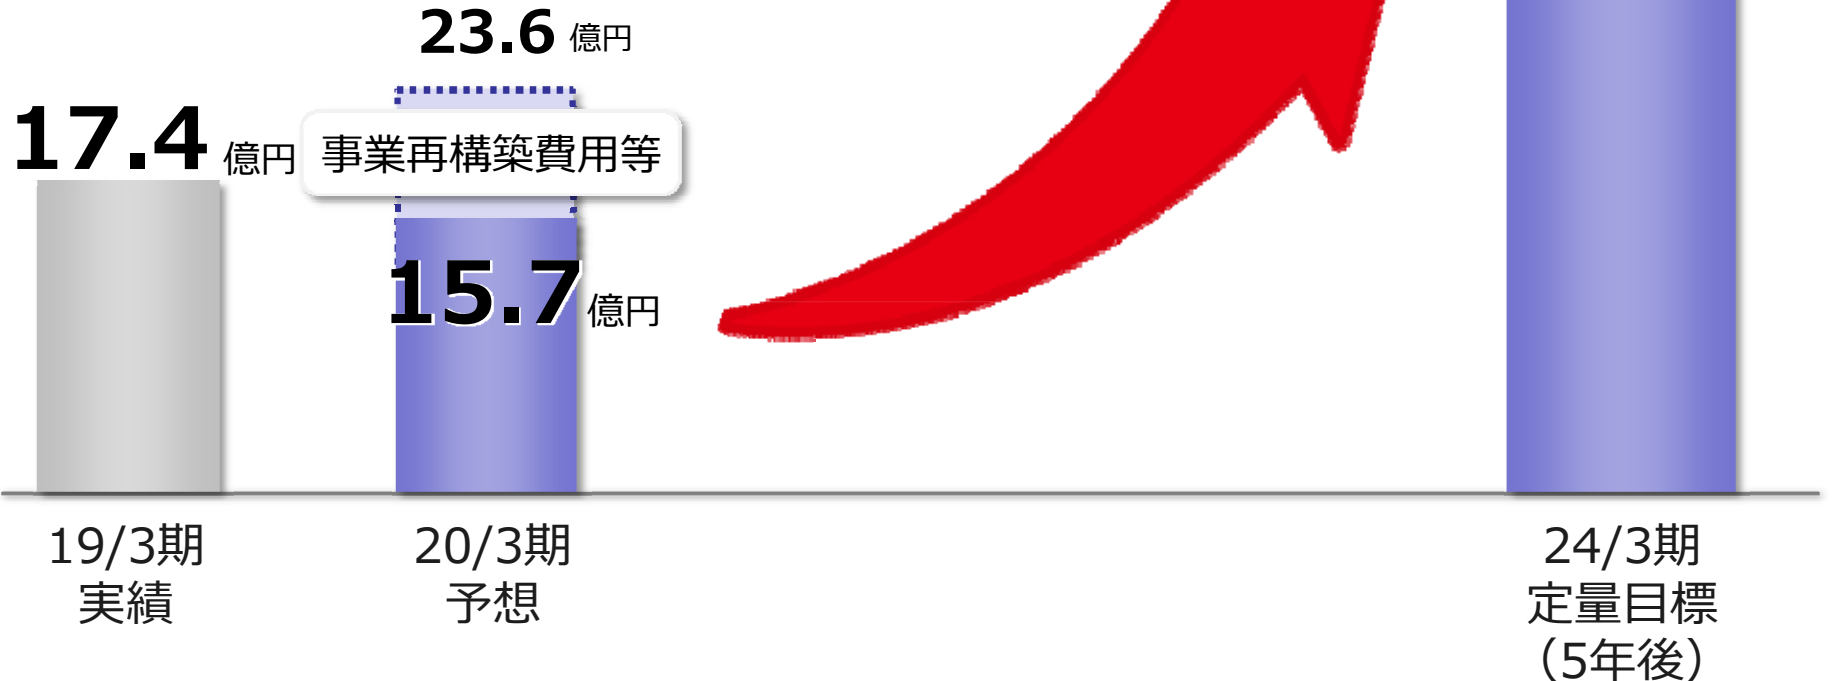 23.6 億円
17.4 億円
事業再構築費用等
15.7 億円
19/3期
実績
20/3期
予想
24/3期
定量目標
（5年後）